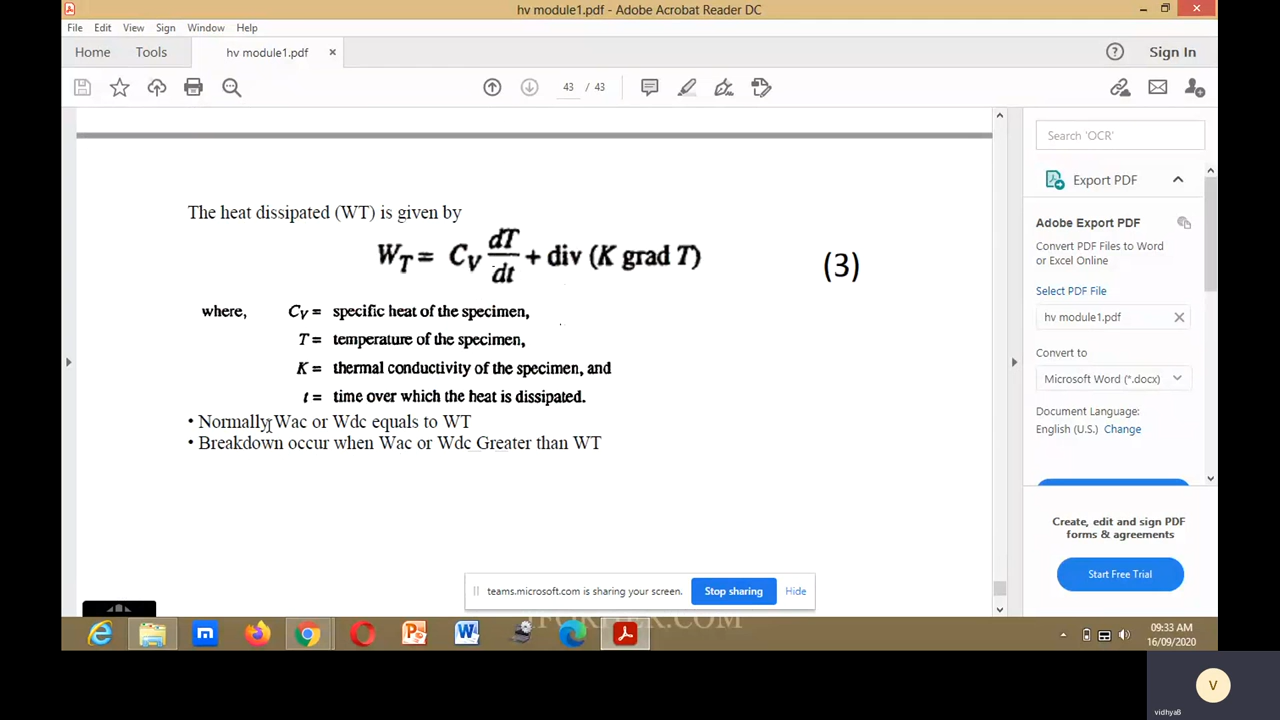 hv module1.pdf - Adobe Acrobat Reader DC
File Edit View Sign Window Help
Home Tools hv module1.pdf × Sign In
43 / 43
Search 'OCR'
Export PDF
Adobe Export PDF
Convert PDF Files to Word
or Excel Online
Select PDF File
hv module1.pdf
Convert to
Microsoft Word (*.docx)
Document Language:
English (U.S.) Change
Create, edit and sign PDF
forms & agreements
Start Free Trial
The heat dissipated (WT) is given by
W_T = C_V dT/dt + div (K grad T) (3)
where, C_V = specific heat of the specimen,
T = temperature of the specimen,
K = thermal conductivity of the specimen, and
t = time over which the heat is dissipated.
• Normally Wac or Wdc equals to WT
• Breakdown occur when Wac or Wdc Greater than WT
teams.microsoft.com is sharing your screen. Stop sharing Hide
09:33 AM
16/09/2020
V
vidhyaB